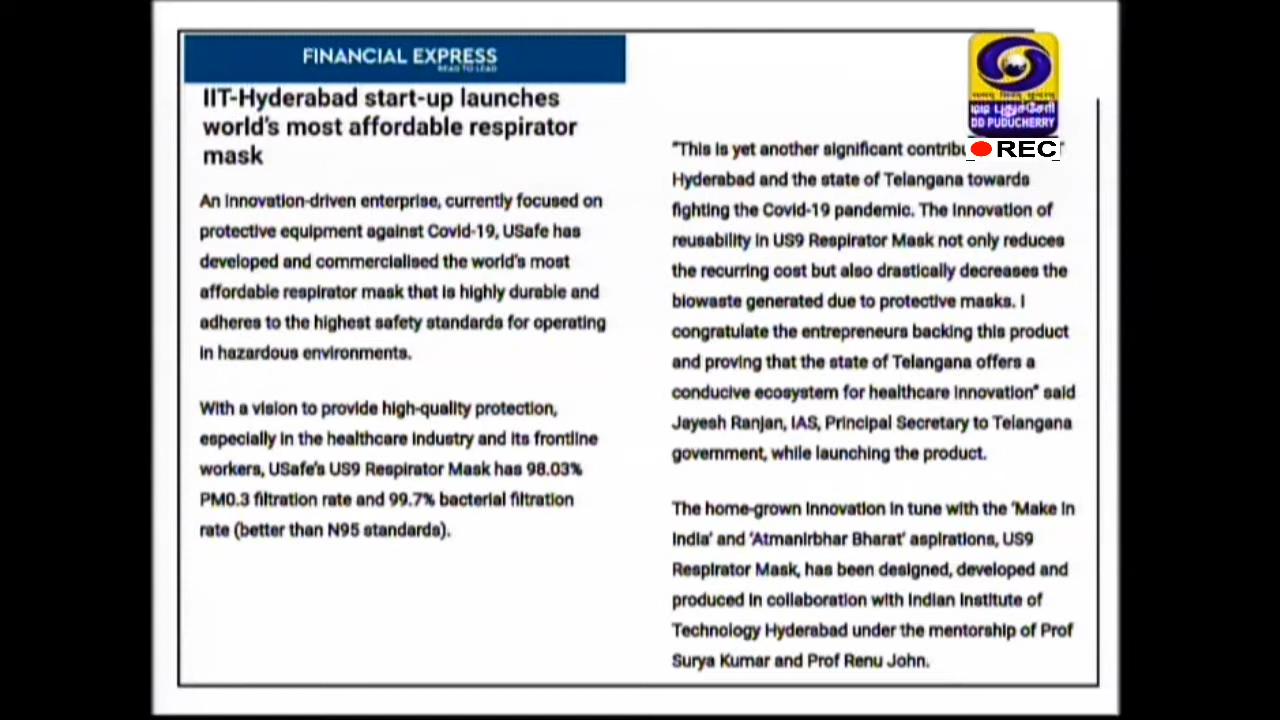 FINANCIAL EXPRESS
READ TO LEAD
IIT-Hyderabad start-up launches
world's most affordable respirator
mask
An innovation-driven enterprise, currently focused on
protective equipment against Covid-19, USafe has
developed and commercialised the world's most
affordable respirator mask that is highly durable and
adheres to the highest safety standards for operating
in hazardous environments.
With a vision to provide high-quality protection,
especially in the healthcare industry and its frontline
workers, USafe's US9 Respirator Mask has 98.03%
PM0.3 filtration rate and 99.7% bacterial filtration
rate (better than N95 standards).
டிடி புதுச்சேரி
DD PUDUCHERRY
REC
"This is yet another significant
Hyderabad and the state of Telangana towards
fighting the Covid-19 pandemic. The innovation of
reusability in US9 Respirator Mask not only reduces
the recurring cost but also drastically decreases the
biowaste generated due to protective masks. I
congratulate the entrepreneurs backing this product
and proving that the state of Telangana offers a
conducive ecosystem for healthcare innovation" said
Jayesh Ranjan, IAS, Principal Secretary to Telangana
government, while launching the product.
The home-grown innovation in tune with the 'Make in
India' and 'Atmanirbhar Bharat' aspirations, US9
Respirator Mask, has been designed, developed and
produced in collaboration with Indian Institute of
Technology Hyderabad under the mentorship of Prof
Surya Kumar and Prof Renu John.